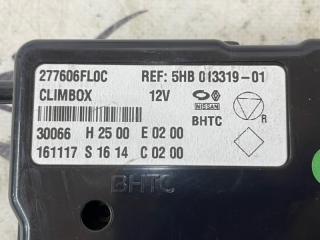 277606FL0C REF: 5HB 013319-01
CLIMBOX 12V NISSAN
BHTC R
30066 H 25 00 E 02 00
161117 S 16 14 C 02 00
BHTC